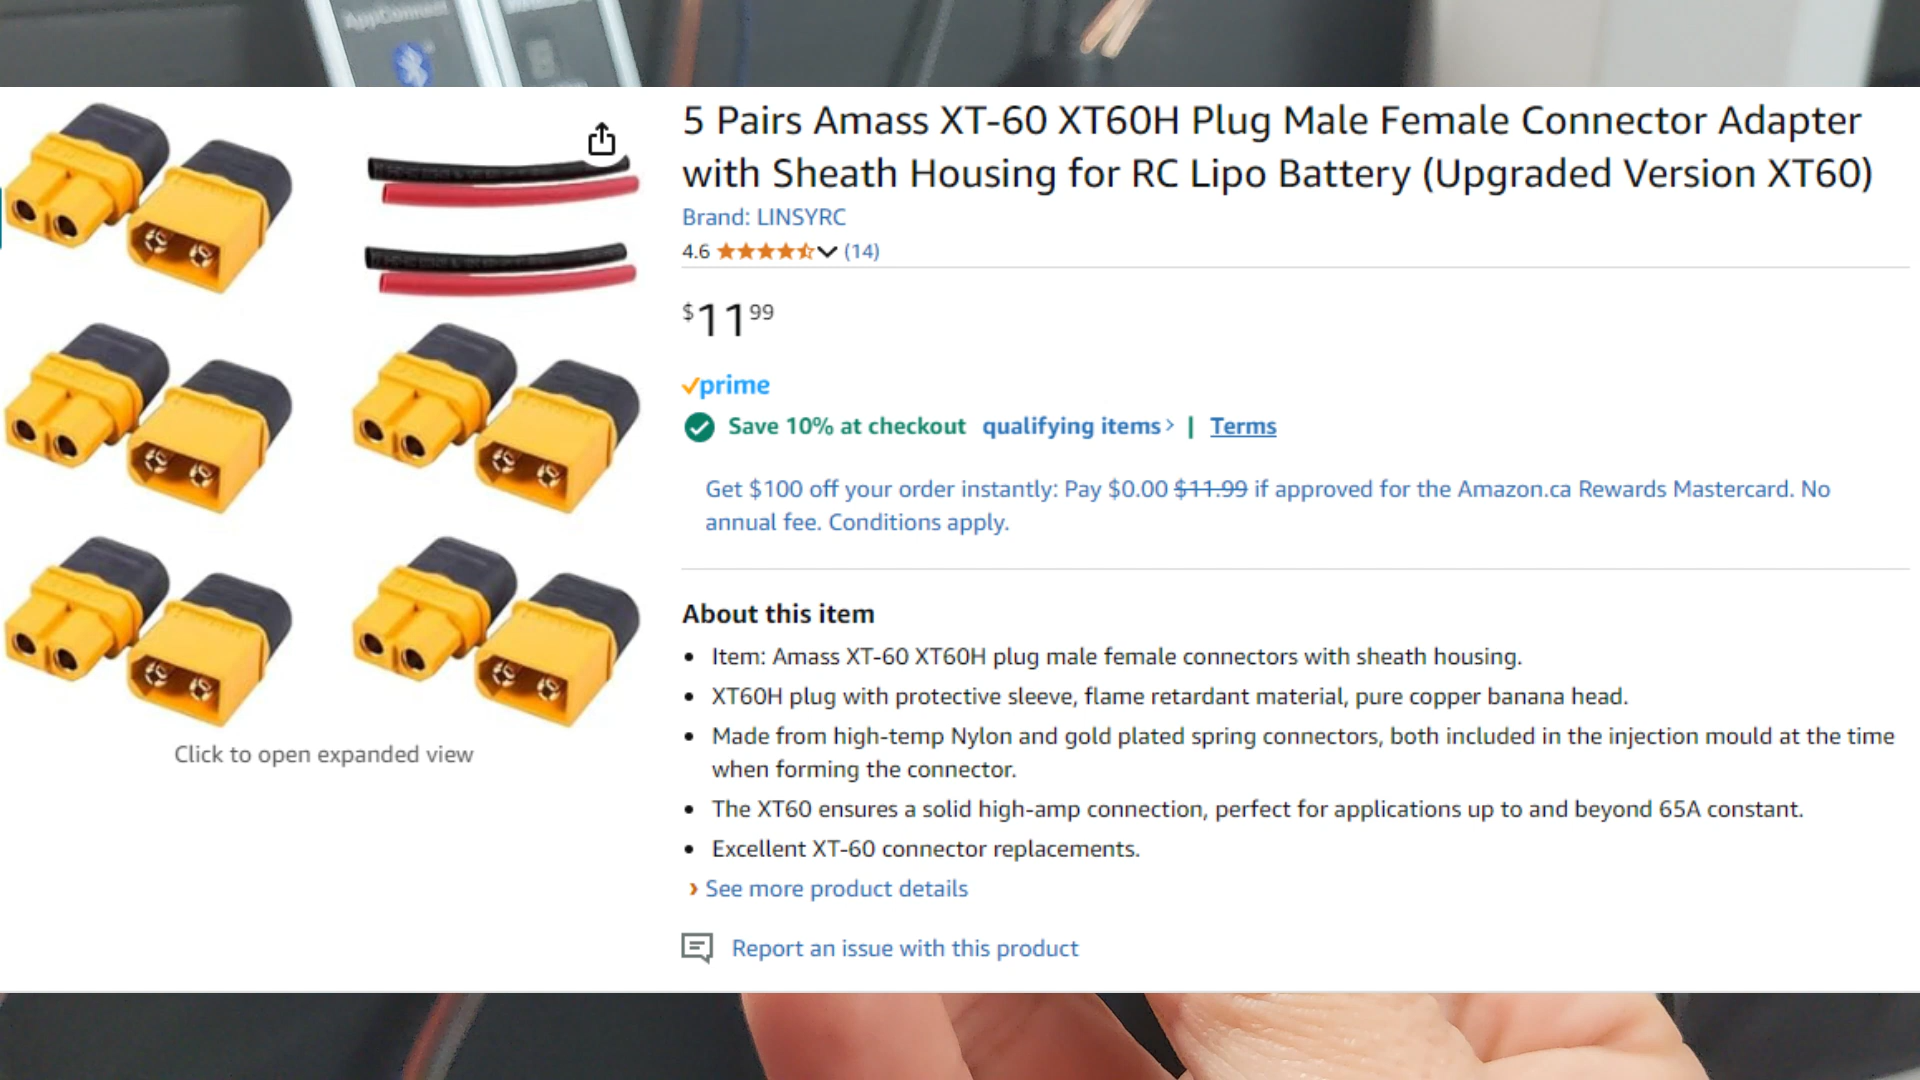 AppConnect
5 Pairs Amass XT-60 XT60H Plug Male Female Connector Adapter
with Sheath Housing for RC Lipo Battery (Upgraded Version XT60)
Brand: LINSYRC
4.6 (14)
$1199
prime
Save 10% at checkout qualifying items> | Terms
Get $100 off your order instantly: Pay $0.00 $11.99 if approved for the Amazon.ca Rewards Mastercard. No
annual fee. Conditions apply.
About this item
• Item: Amass XT-60 XT60H plug male female connectors with sheath housing.
• XT60H plug with protective sleeve, flame retardant material, pure copper banana head.
• Made from high-temp Nylon and gold plated spring connectors, both included in the injection mould at the time
when forming the connector.
• The XT60 ensures a solid high-amp connection, perfect for applications up to and beyond 65A constant.
• Excellent XT-60 connector replacements.
› See more product details
Report an issue with this product
Click to open expanded view